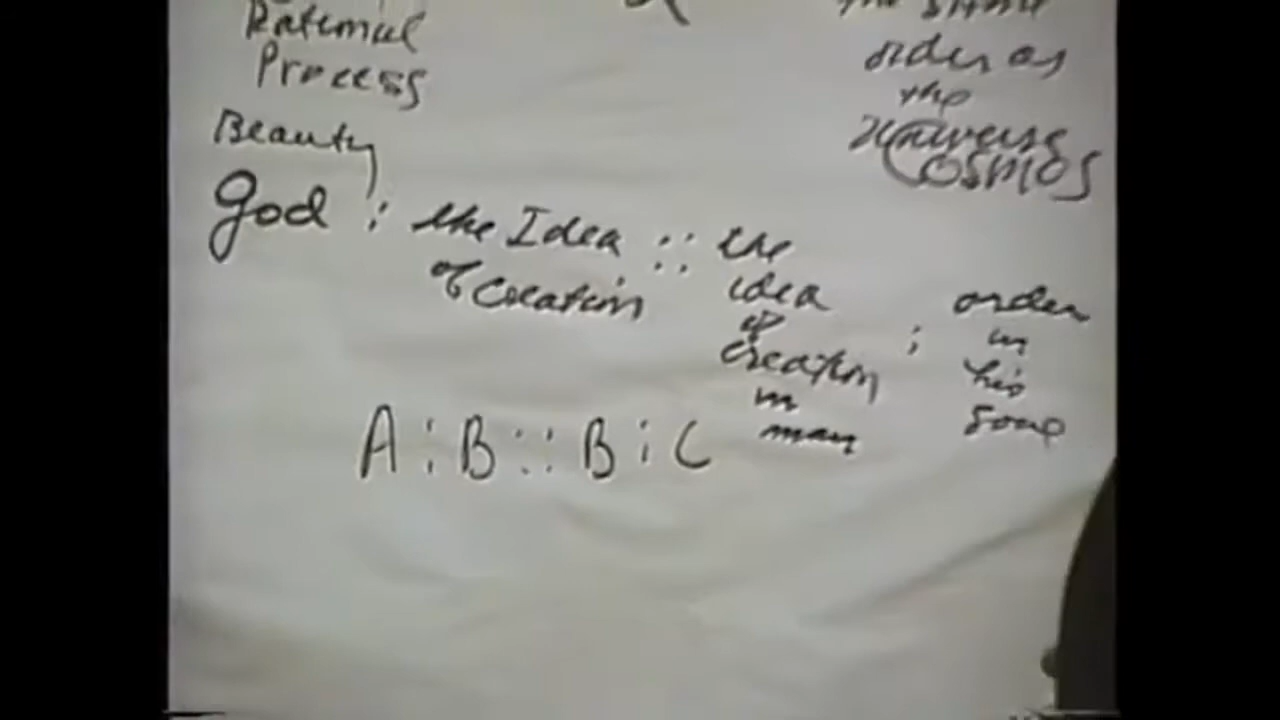 Rational
Process
Beauty
the same
order as
the
Universe
COSMOS
God : the Idea :: the
of Creation
idea
of
creation : order
in
man
in
his
soul
A : B :: B : C